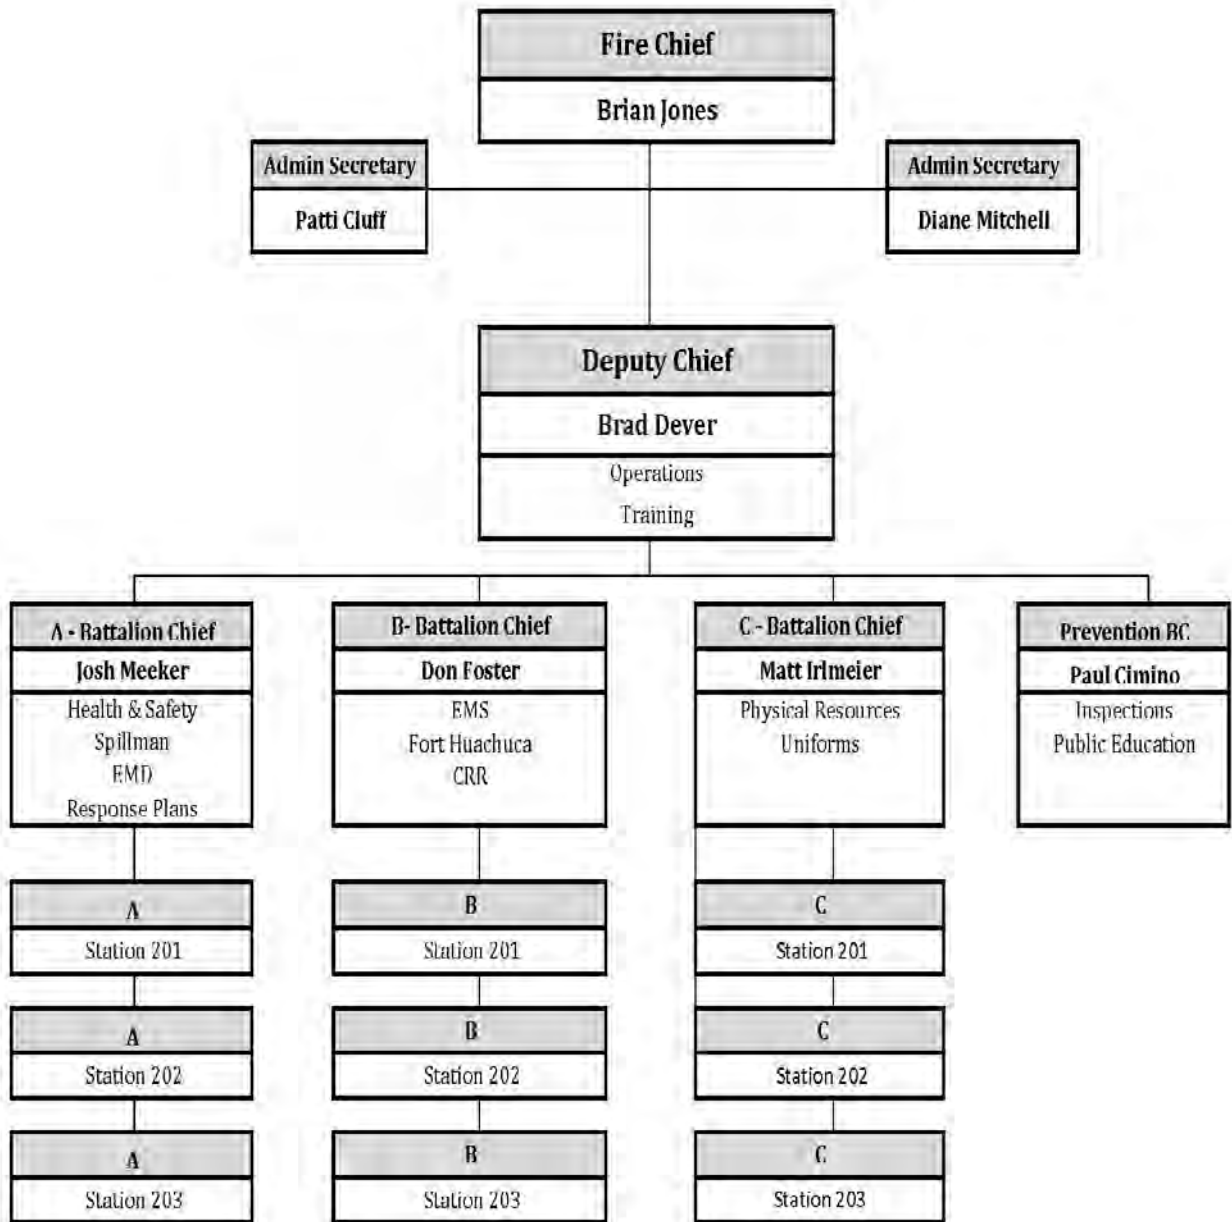 Fire Chief
Brian Jones
Admin Secretary
Patti Cluff
Admin Secretary
Diane Mitchell
Deputy Chief
Brad Dever
Operations
Training
A - Battalion Chief
Josh Meeker
Health & Safety
Spillman
EMD
Response Plans
B- Battalion Chief
Don Foster
EMS
Fort Huachuca
CRR
C - Battalion Chief
Matt Irlmeier
Physical Resources
Uniforms
Prevention BC
Paul Cimino
Inspections
Public Education
A
Station 201
B
Station 201
C
Station 201
A
Station 202
B
Station 202
C
Station 202
A
Station 203
B
Station 203
C
Station 203